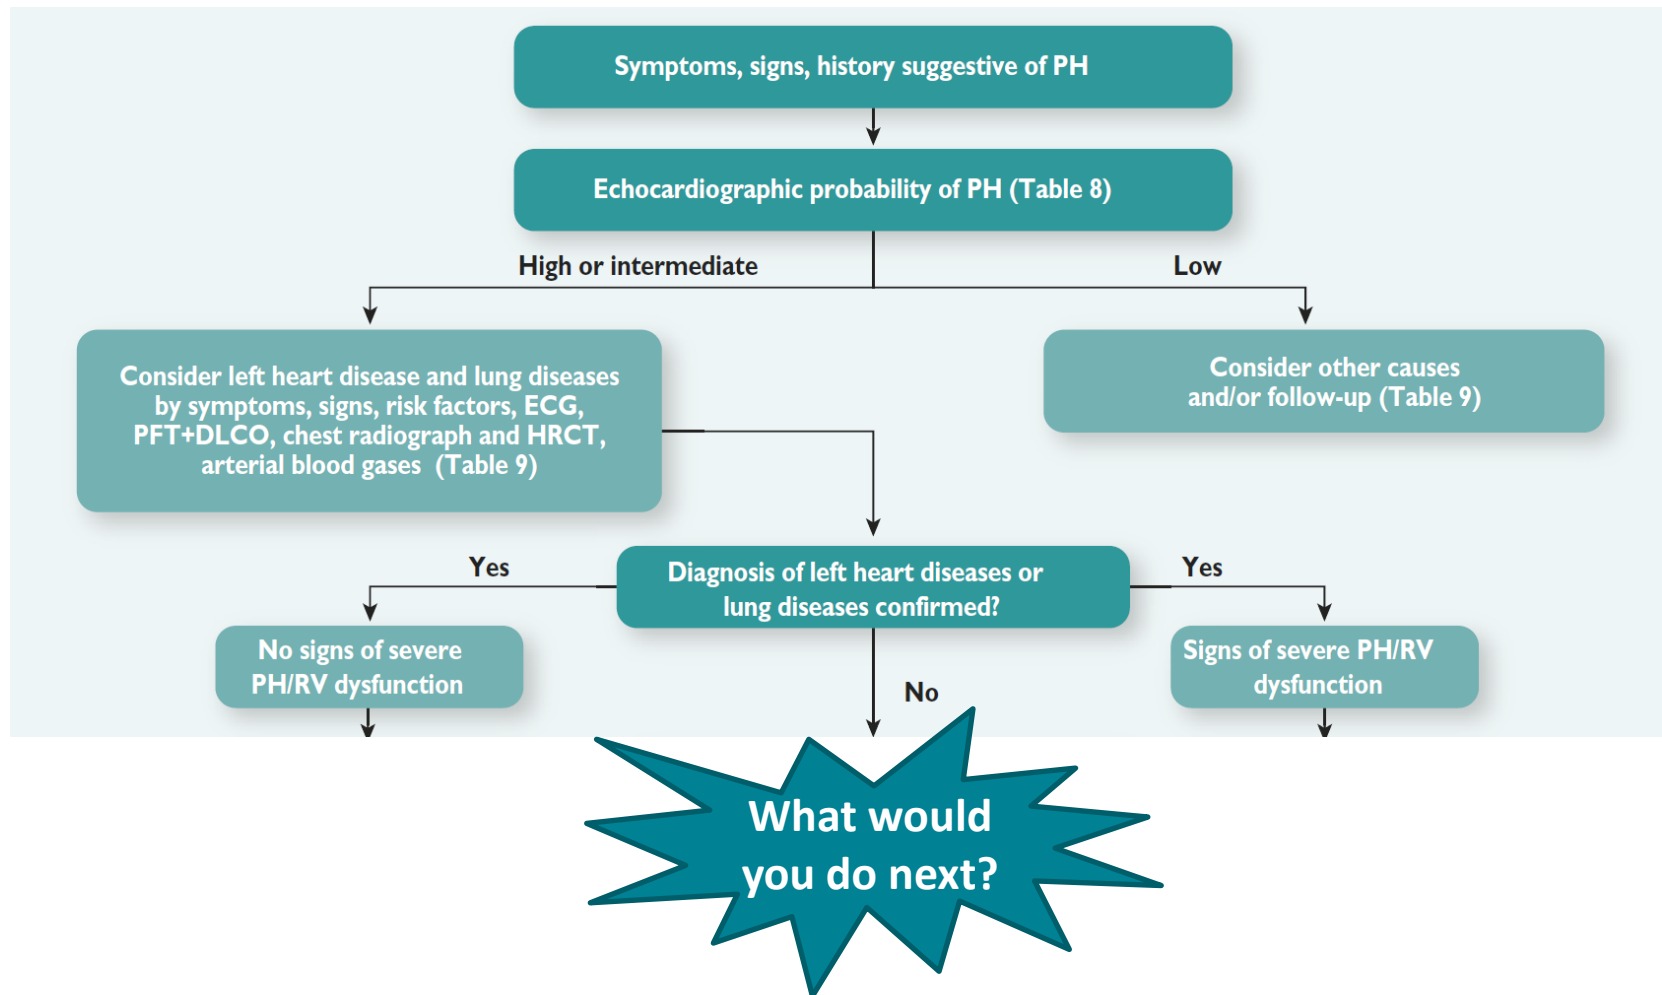 Symptoms, signs, history suggestive of PH
Echocardiographic probability of PH (Table 8)
High or intermediate
Low
Consider left heart disease and lung diseases
by symptoms, signs, risk factors, ECG,
PFT+DLCO, chest radiograph and HRCT,
arterial blood gases (Table 9)
Consider other causes
and/or follow-up (Table 9)
Yes
Diagnosis of left heart diseases or
lung diseases confirmed?
Yes
No signs of severe
PH/RV dysfunction
Signs of severe PH/RV
dysfunction
No
What would
you do next?